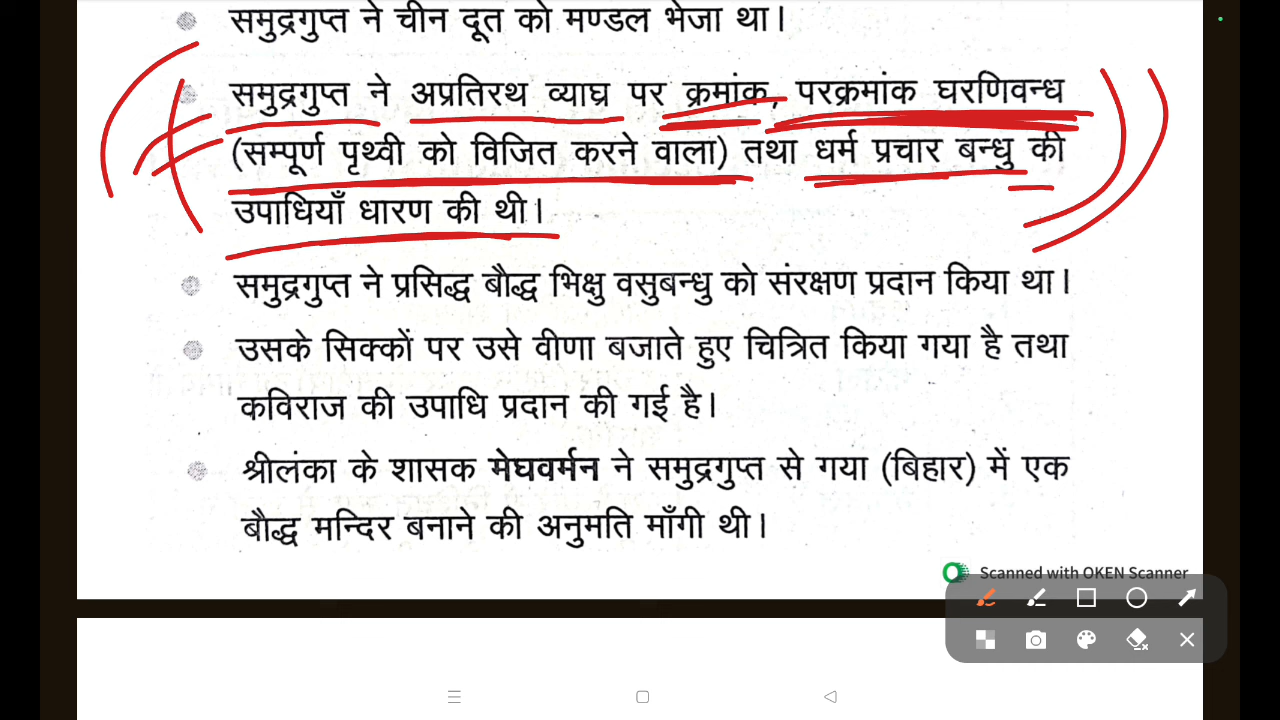 समुद्रगुप्त ने चीन दूत को मण्डल भेजा था।
समुद्रगुप्त ने अप्रतिरथ व्याघ्र पर क्रमांक, परक्रमांक घरणिवन्ध
(सम्पूर्ण पृथ्वी को विजित करने वाला) तथा धर्म प्रचार बन्धु की
उपाधियाँ धारण की थी।
समुद्रगुप्त ने प्रसिद्ध बौद्ध भिक्षु वसुबन्धु को संरक्षण प्रदान किया था।
उसके सिक्कों पर उसे वीणा बजाते हुए चित्रित किया गया है तथा
कविराज की उपाधि प्रदान की गई है।
श्रीलंका के शासक मेघवर्मन ने समुद्रगुप्त से गया (बिहार) में एक
बौद्ध मन्दिर बनाने की अनुमति माँगी थी।
Scanned with OKEN Scanner